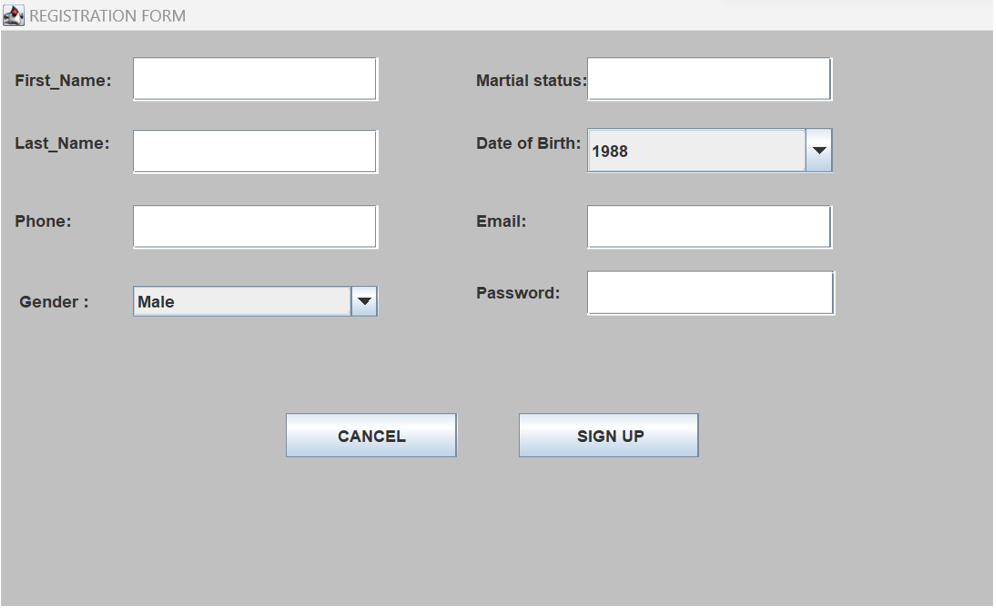 REGISTRATION FORM
First_Name:
Martial status:
Last_Name:
Date of Birth: 1988
Phone:
Email:
Gender : Male
Password:
CANCEL
SIGN UP